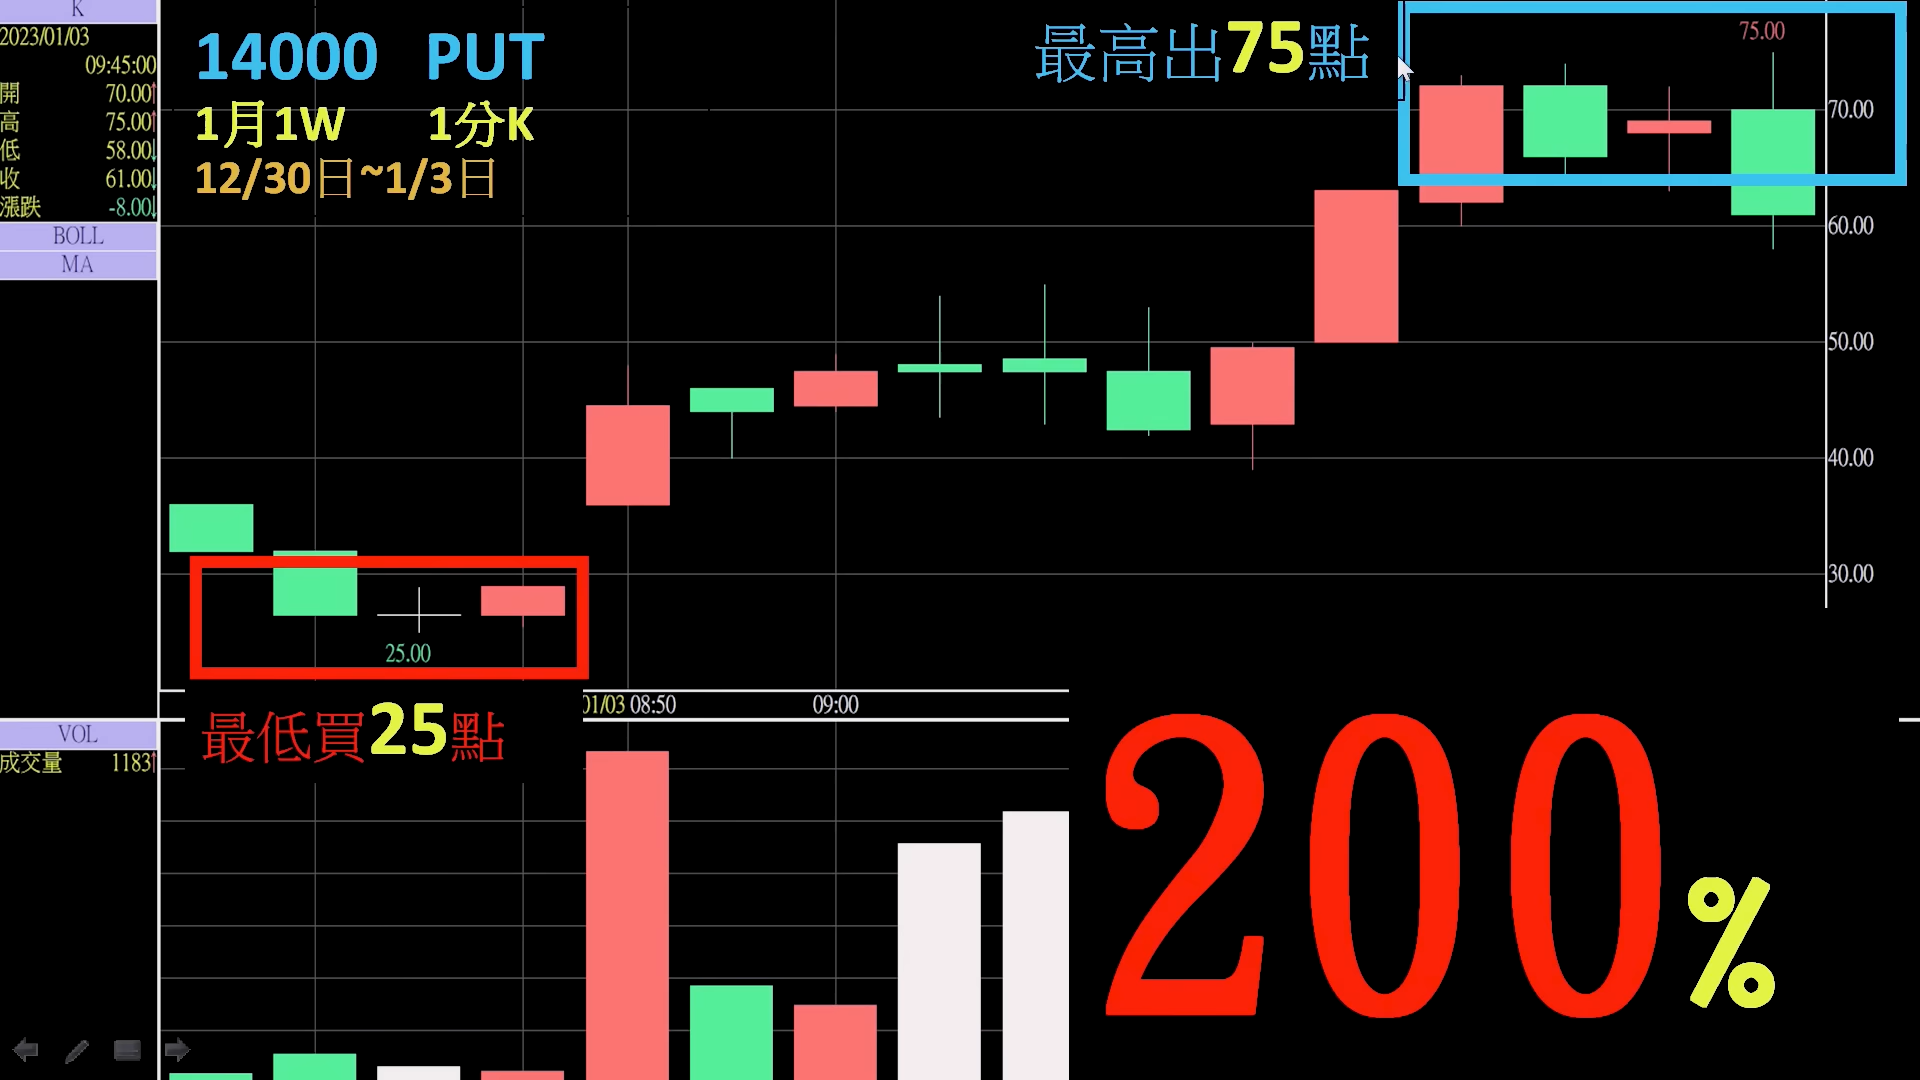 K
2023/01/03
09:45:00
開 70.00↑
高 75.00↑
低 58.00↓
收 61.00↓
漲跌 -8.00↓
BOLL
MA
14000 PUT
1月1W 1分K
12/30日~1/3日
最高出75點
75.00
70.00
60.00
50.00
40.00
30.00
25.00
01/03 08:50
09:00
最低買25點
VOL
成交量 1183↑
200%